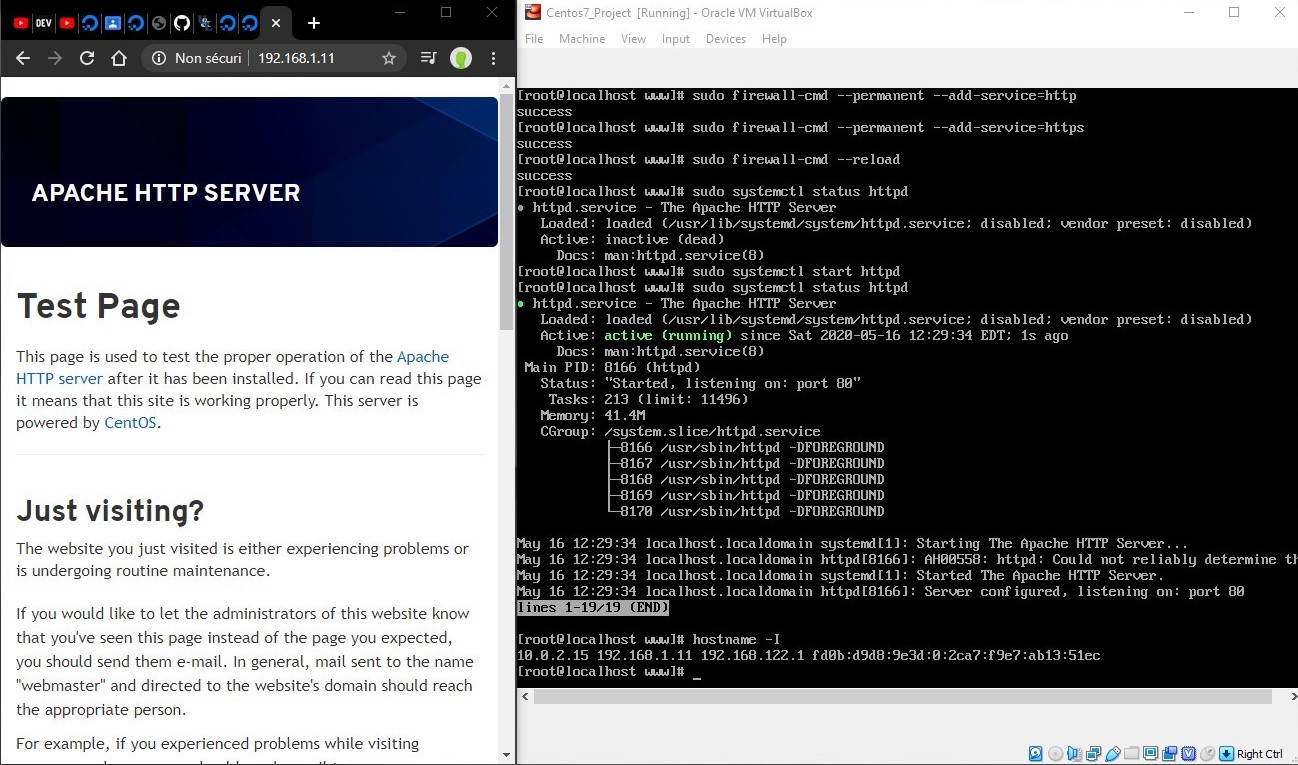 DEV
Non sécuri
192.168.1.11
APACHE HTTP SERVER
Test Page
This page is used to test the proper operation of the Apache
HTTP server after it has been installed. If you can read this page
it means that this site is working properly. This server is
powered by CentOS.
Just visiting?
The website you just visited is either experiencing problems or
is undergoing routine maintenance.
If you would like to let the administrators of this website know
that you've seen this page instead of the page you expected,
you should send them e-mail. In general, mail sent to the name
"webmaster" and directed to the website's domain should reach
the appropriate person.
For example, if you experienced problems while visiting
Centos7_Project [Running] - Oracle VM VirtualBox
File Machine View Input Devices Help
[root@localhost www]# sudo firewall-cmd --permanent --add-service=http
success
[root@localhost www]# sudo firewall-cmd --permanent --add-service=https
success
[root@localhost www]# sudo firewall-cmd --reload
success
[root@localhost www]# sudo systemctl status httpd
● httpd.service - The Apache HTTP Server
Loaded: loaded (/usr/lib/systemd/system/httpd.service; disabled; vendor preset: disabled)
Active: inactive (dead)
Docs: man:httpd.service(8)
[root@localhost www]# sudo systemctl start httpd
[root@localhost www]# sudo systemctl status httpd
● httpd.service - The Apache HTTP Server
Loaded: loaded (/usr/lib/systemd/system/httpd.service; disabled; vendor preset: disabled)
Active: active (running) since Sat 2020-05-16 12:29:34 EDT; 1s ago
Docs: man:httpd.service(8)
Main PID: 8166 (httpd)
Status: "Started, listening on: port 80"
Tasks: 213 (limit: 11496)
Memory: 41.4M
CGroup: /system.slice/httpd.service
├─8166 /usr/sbin/httpd -DFOREGROUND
├─8167 /usr/sbin/httpd -DFOREGROUND
├─8168 /usr/sbin/httpd -DFOREGROUND
├─8169 /usr/sbin/httpd -DFOREGROUND
└─8170 /usr/sbin/httpd -DFOREGROUND
May 16 12:29:34 localhost.localdomain systemd[1]: Starting The Apache HTTP Server...
May 16 12:29:34 localhost.localdomain httpd[8166]: AH00558: httpd: Could not reliably determine th
May 16 12:29:34 localhost.localdomain systemd[1]: Started The Apache HTTP Server.
May 16 12:29:34 localhost.localdomain httpd[8166]: Server configured, listening on: port 80
lines 1-19/19 (END)
[root@localhost www]# hostname -I
10.0.2.15 192.168.1.11 192.168.122.1 fd0b:d9d8:9e3d:0:2ca7:f9e7:ab13:51ec
[root@localhost www]# _
Right Ctrl